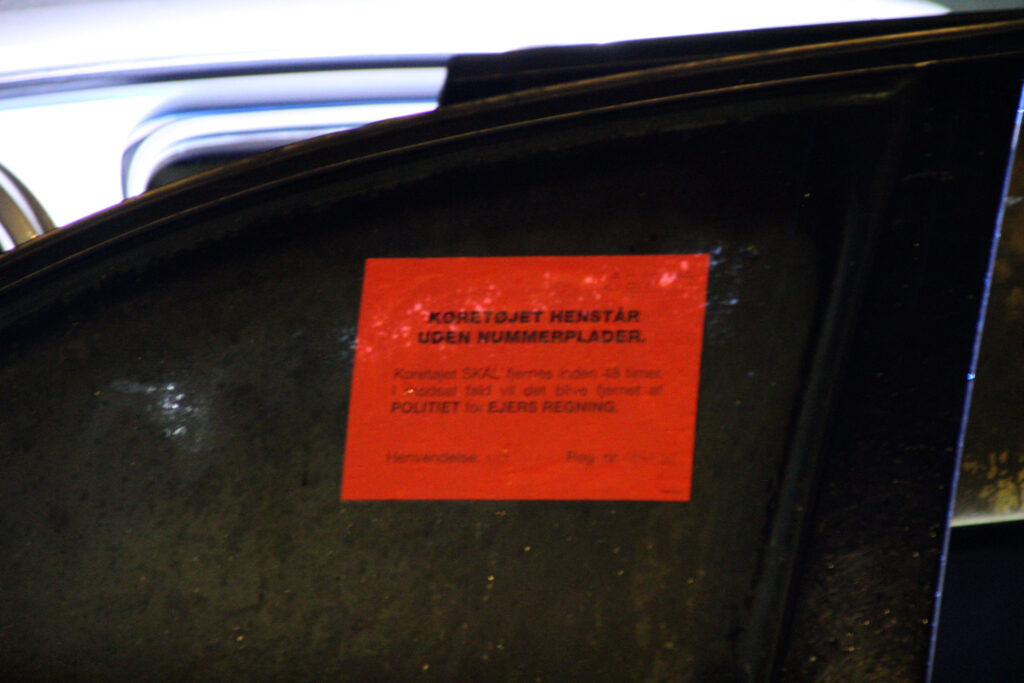 KØRETØJET HENSTÅR
UDEN NUMMERPLADER.
Køretøjet SKAL fjernes inden 48 timer.
I modsat fald vil det blive fjernet af
POLITIET for EJERS REGNING.
Henvendelse: Reg. nr.